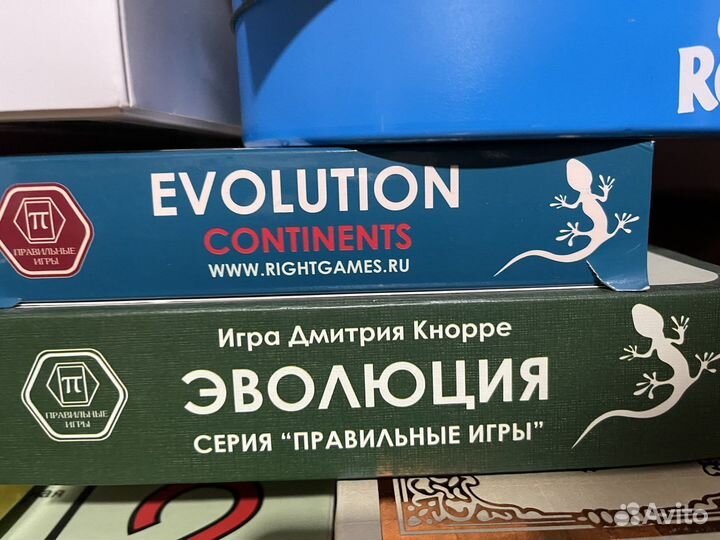 EVOLUTION
CONTINENTS
WWW.RIGHTGAMES.RU
π
ПРАВИЛЬНЫЕ
ИГРЫ
Игра Дмитрия Кнорре
ЭВОЛЮЦИЯ
СЕРИЯ “ПРАВИЛЬНЫЕ ИГРЫ”
π
ПРАВИЛЬНЫЕ
ИГРЫ
Avito